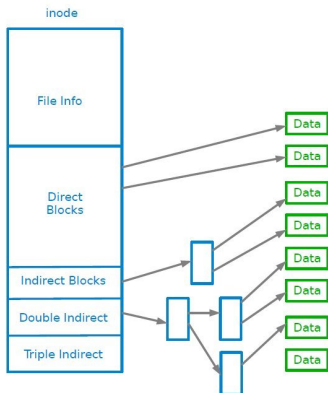 inode
File Info
Direct
Blocks
Indirect Blocks
Double Indirect
Triple Indirect
Data
Data
Data
Data
Data
Data
Data
Data